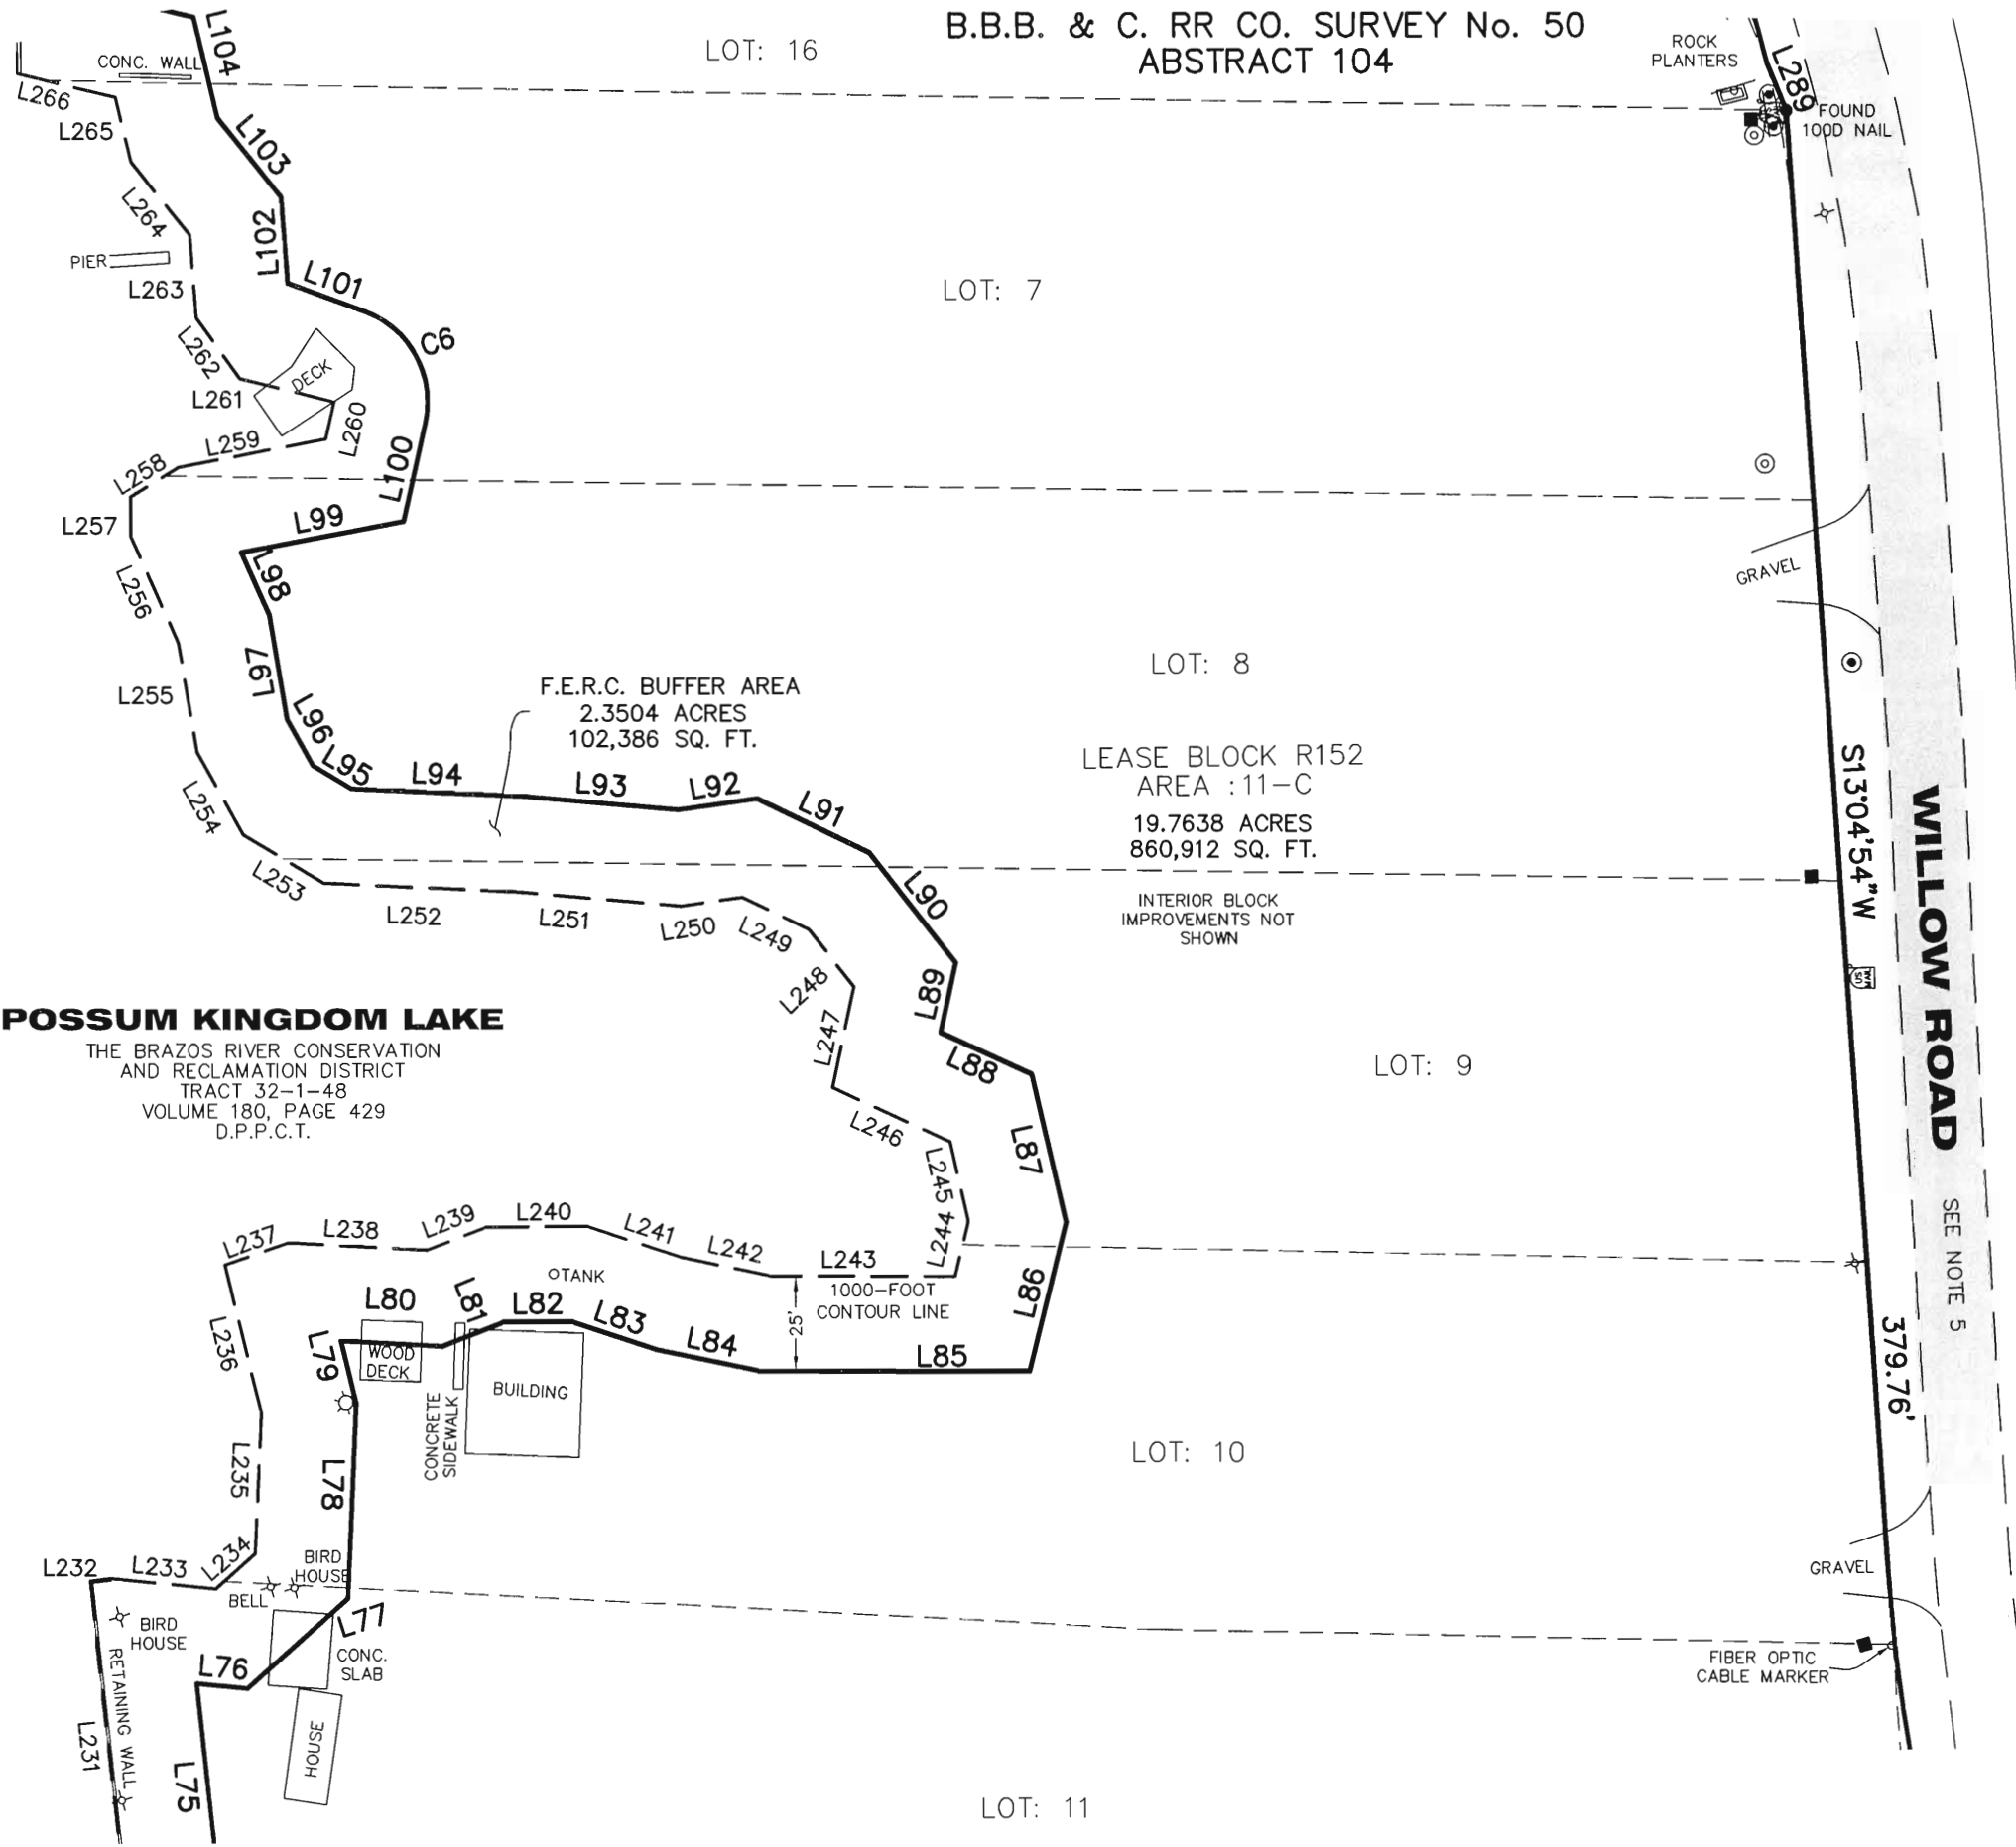 B.B.B. & C. RR CO. SURVEY No. 50
ABSTRACT 104
LOT: 16
ROCK
PLANTERS
L104
CONC. WALL
L266
L265
L289
FOUND
100D NAIL
L103
L264
L102
PIER
L263
L101
LOT: 7
C6
L262
DECK
L261
L260
L259
L100
L258
L257
L99
L98
L256
GRAVEL
LOT: 8
L97
L255
F.E.R.C. BUFFER AREA
2.3504 ACRES
102,386 SQ. FT.
L96
L95
L94
L93
L92
L91
LEASE BLOCK R152
AREA :11-C
19.7638 ACRES
860,912 SQ. FT.
S13°04'54"W
WILLOW ROAD
SEE NOTE 5
L254
L253
L252
L251
L250
L249
L90
INTERIOR BLOCK
IMPROVEMENTS NOT
SHOWN
L248
L89
L247
POSSUM KINGDOM LAKE
THE BRAZOS RIVER CONSERVATION
AND RECLAMATION DISTRICT
TRACT 32-1-48
VOLUME 180, PAGE 429
D.P.P.C.T.
L88
LOT: 9
L246
L87
L245
L237
L238
L239
L240
L241
L242
L243
L244
TANK
1000-FOOT
CONTOUR LINE
25'
L86
L80
L81
L82
L83
L84
L85
L236
L79
WOOD
DECK
BUILDING
CONCRETE
SIDEWALK
379.76'
L235
L78
LOT: 10
L232
L233
L234
BIRD
HOUSE
BELL
GRAVEL
BIRD
HOUSE
L77
CONC.
SLAB
L76
FIBER OPTIC
CABLE MARKER
RETAINING WALL
L231
L75
HOUSE
LOT: 11